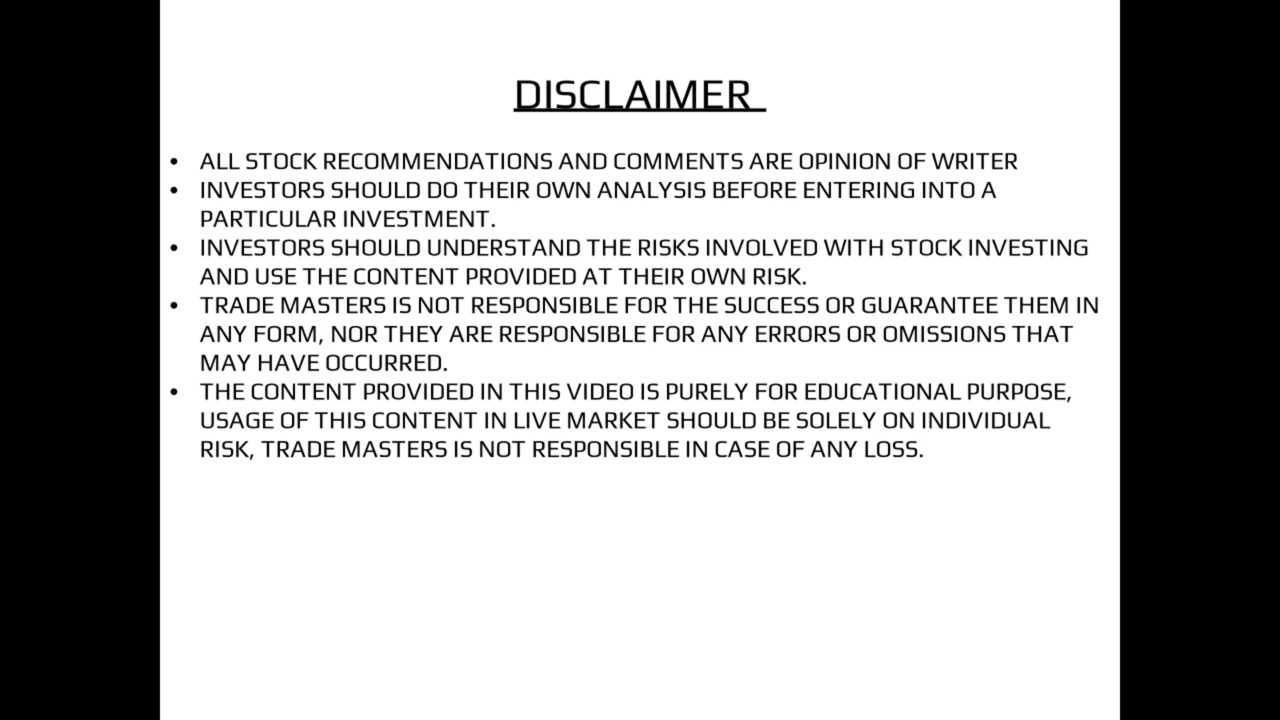 DISCLAIMER
• ALL STOCK RECOMMENDATIONS AND COMMENTS ARE OPINION OF WRITER
• INVESTORS SHOULD DO THEIR OWN ANALYSIS BEFORE ENTERING INTO A
PARTICULAR INVESTMENT.
• INVESTORS SHOULD UNDERSTAND THE RISKS INVOLVED WITH STOCK INVESTING
AND USE THE CONTENT PROVIDED AT THEIR OWN RISK.
• TRADE MASTERS IS NOT RESPONSIBLE FOR THE SUCCESS OR GUARANTEE THEM IN
ANY FORM, NOR THEY ARE RESPONSIBLE FOR ANY ERRORS OR OMISSIONS THAT
MAY HAVE OCCURRED.
• THE CONTENT PROVIDED IN THIS VIDEO IS PURELY FOR EDUCATIONAL PURPOSE,
USAGE OF THIS CONTENT IN LIVE MARKET SHOULD BE SOLELY ON INDIVIDUAL
RISK, TRADE MASTERS IS NOT RESPONSIBLE IN CASE OF ANY LOSS.